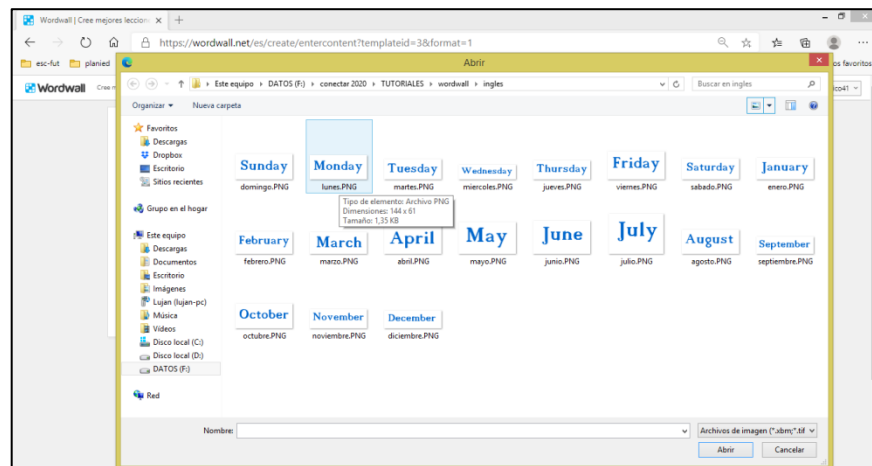 Wordwall | Cree mejores leccion
https://wordwall.net/es/create/entercontent?templateid=3&format=1
esc-fut planied
os favoritos
Abrir
Wordwall Cree m
ico41
Este equipo DATOS (F:) conectar 2020 TUTORIALES wordwall ingles
Buscar en ingles
Organizar Nueva carpeta
Favoritos
Descargas
Dropbox
Escritorio
Sitios recientes
Grupo en el hogar
Este equipo
Descargas
Documentos
Escritorio
Imágenes
Lujan (lujan-pc)
Música
Vídeos
Disco local (C:)
Disco local (D:)
DATOS (F:)
Red
Sunday Monday Tuesday Wednesday Thursday Friday Saturday January
domingo.PNG lunes.PNG martes.PNG miercoles.PNG jueves.PNG viernes.PNG sabado.PNG enero.PNG
Tipo de elemento: Archivo PNG
Dimensiones: 144 x 61
Tamaño: 1,35 KB
February March April May June July August September
febrero.PNG marzo.PNG abril.PNG mayo.PNG junio.PNG julio.PNG agosto.PNG septiembre.PNG
October November December
octubre.PNG noviembre.PNG diciembre.PNG
Nombre:
Archivos de imagen (*.xbm;*.tif
Abrir Cancelar